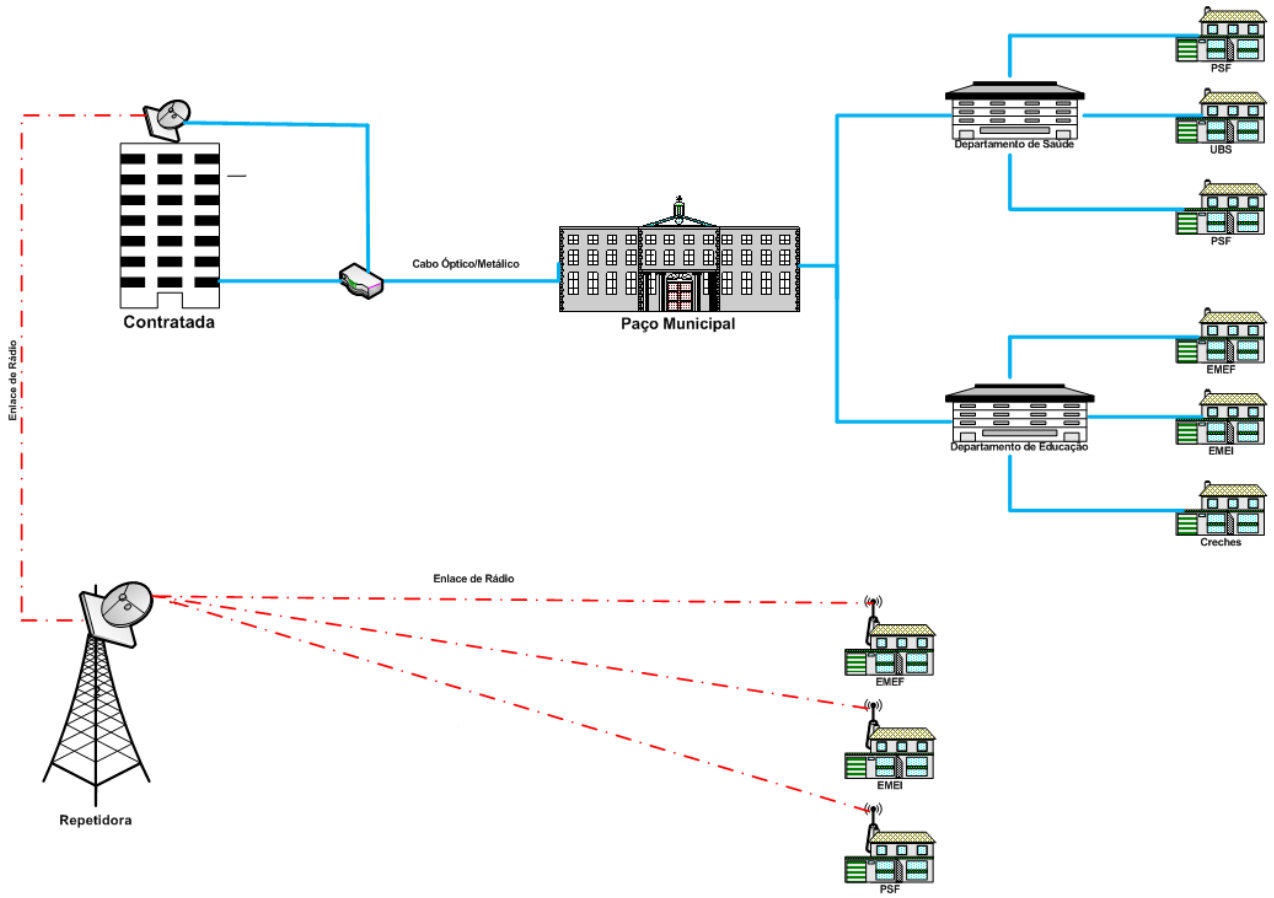 PSF
UBS
Departamento de Saúde
PSF
Cabo Óptico/Metálico
Contratada
Paço Municipal
Enlace de Rádio
EMEF
EMEI
Departamento de Educação
Creches
Enlace de Rádio
EMEF
EMEI
Repetidora
PSF